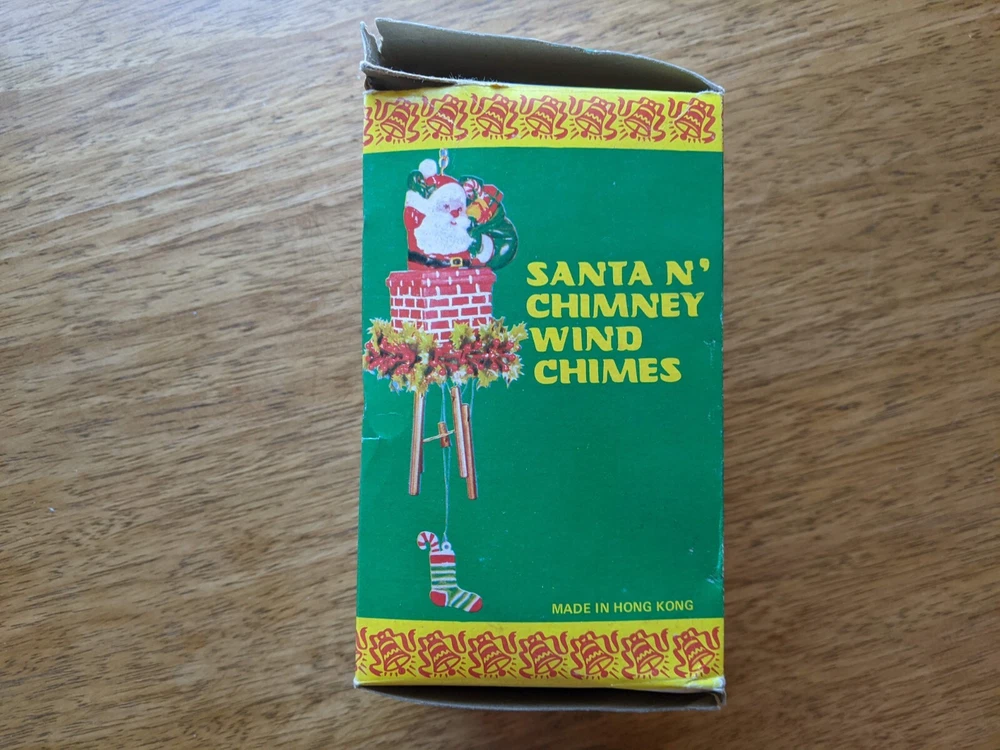 SANTA N'
CHIMNEY
WIND
CHIMES
MADE IN HONG KONG